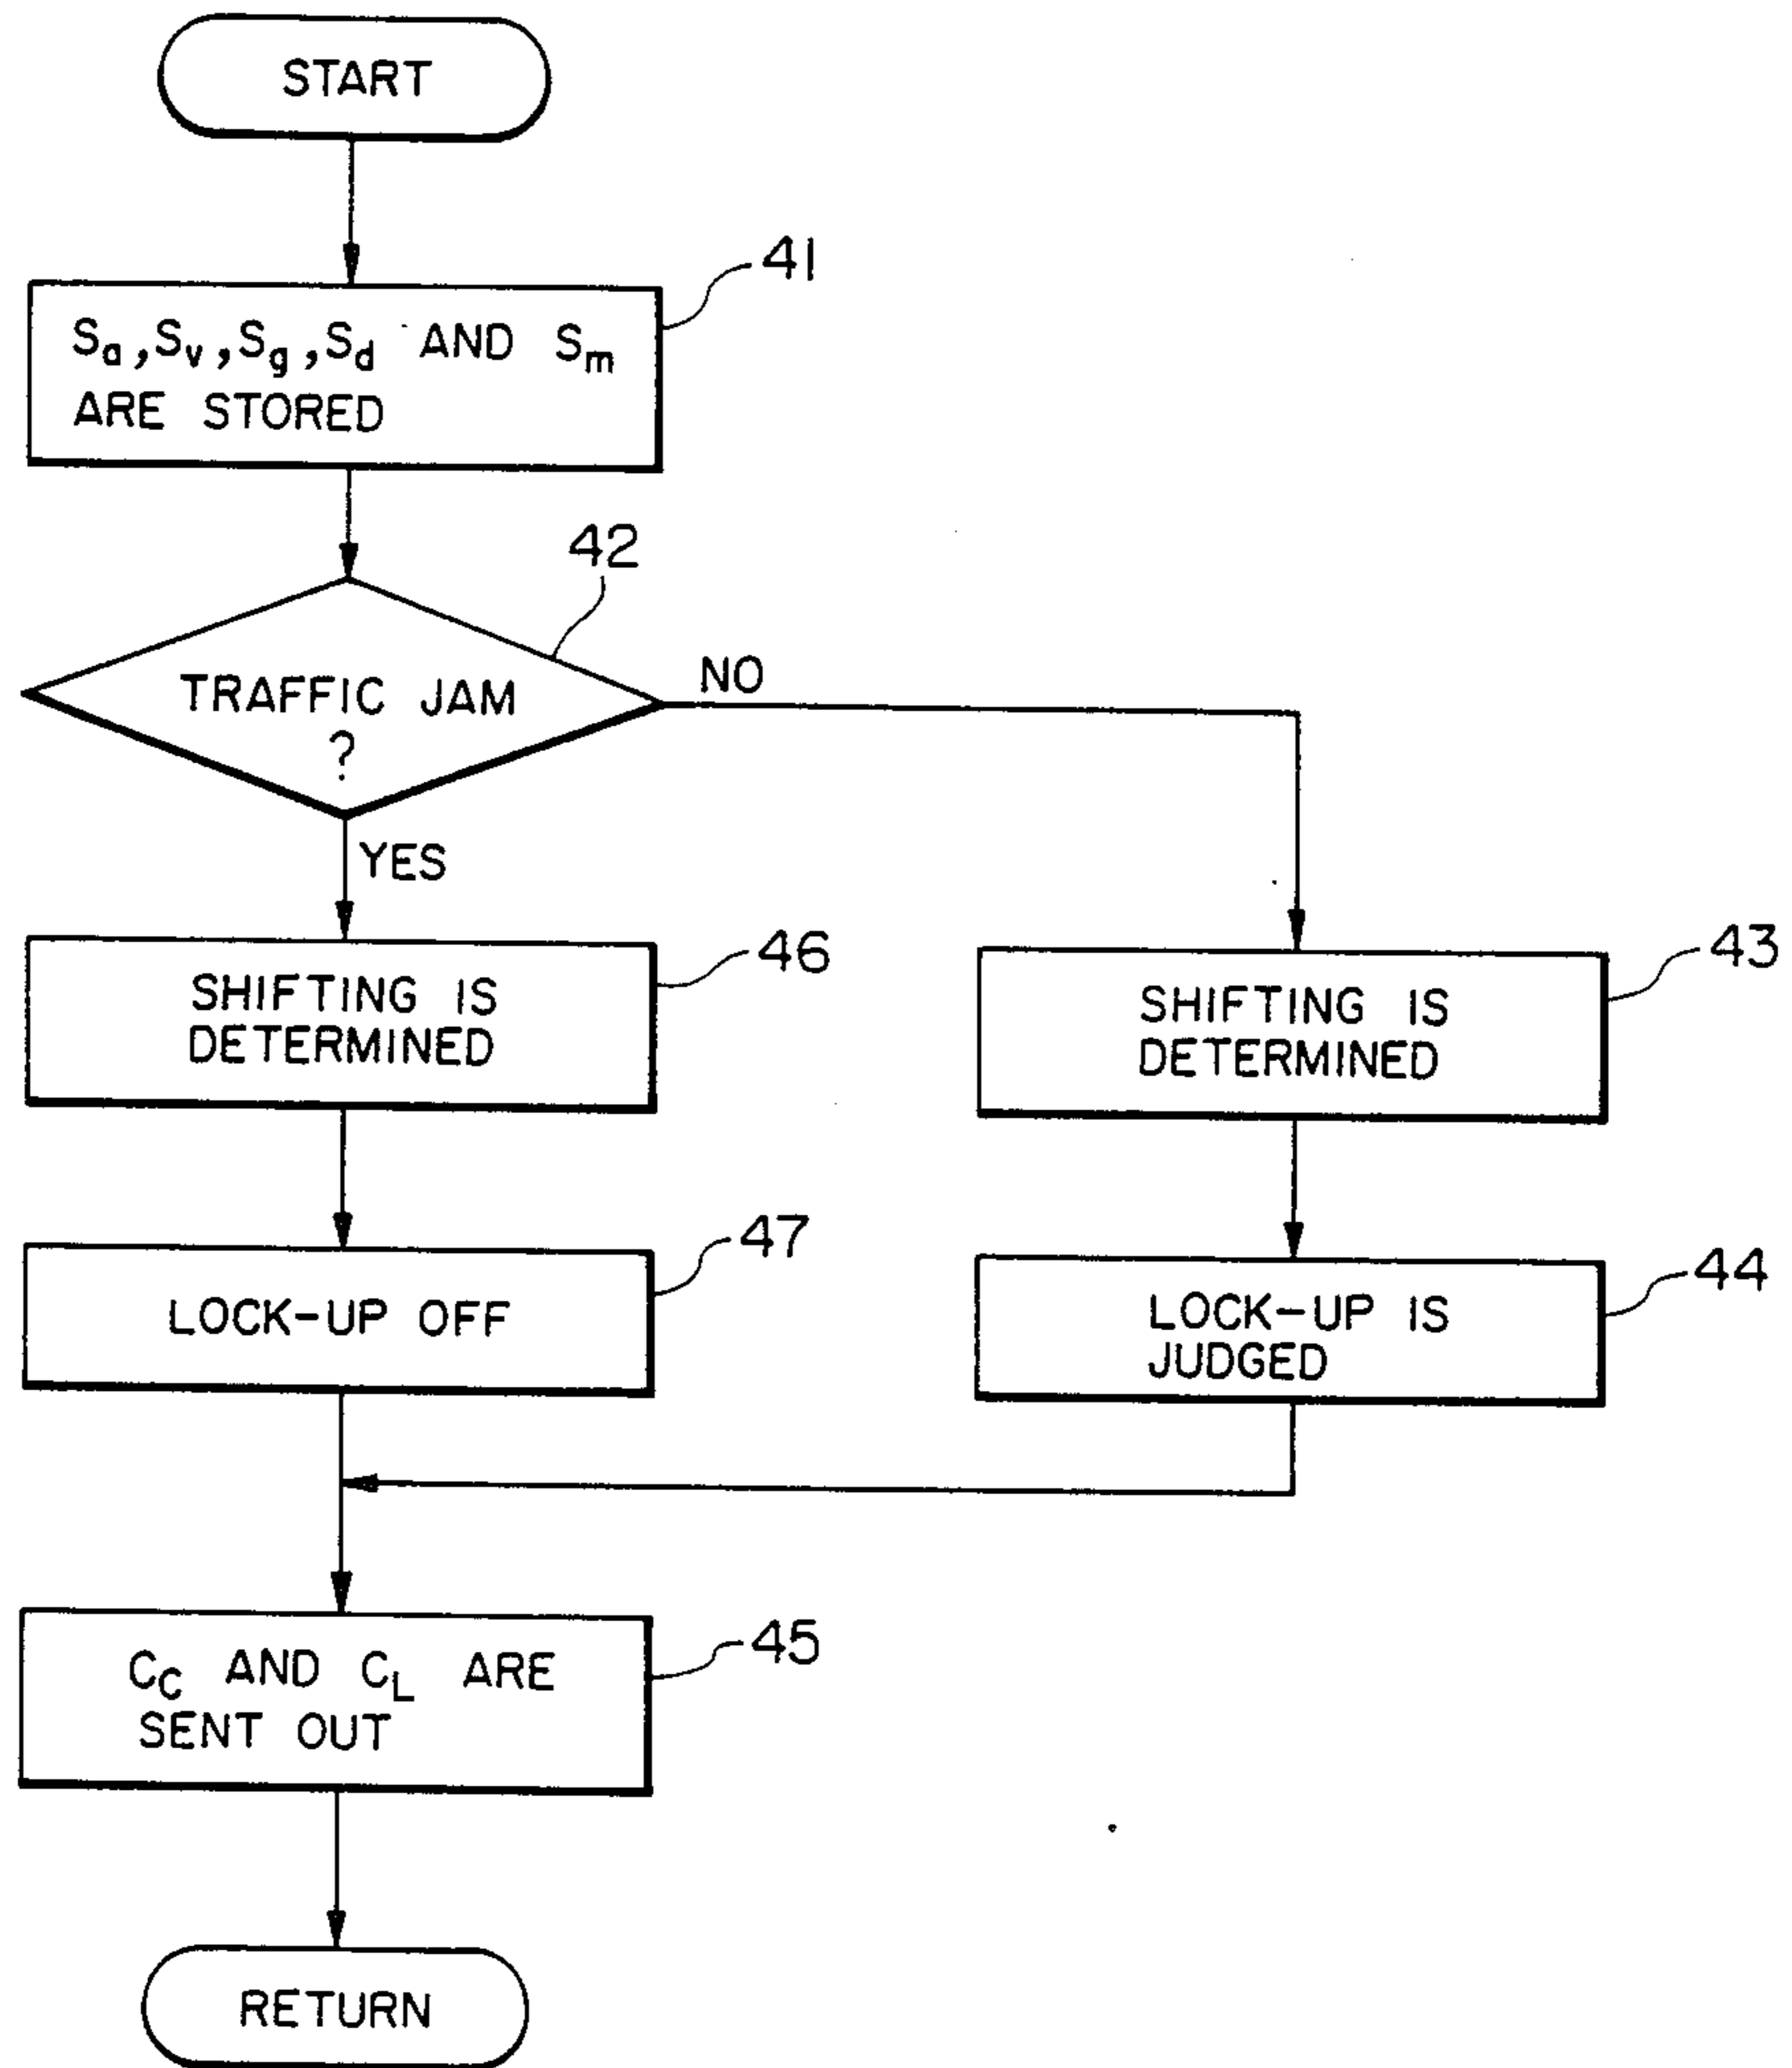 START
41
Sa, Sv, Sg, Sd AND Sm
ARE STORED
42
TRAFFIC JAM
?
NO
YES
46
SHIFTING IS
DETERMINED
43
SHIFTING IS
DETERMINED
47
LOCK-UP OFF
44
LOCK-UP IS
JUDGED
45
CC AND CL ARE
SENT OUT
RETURN